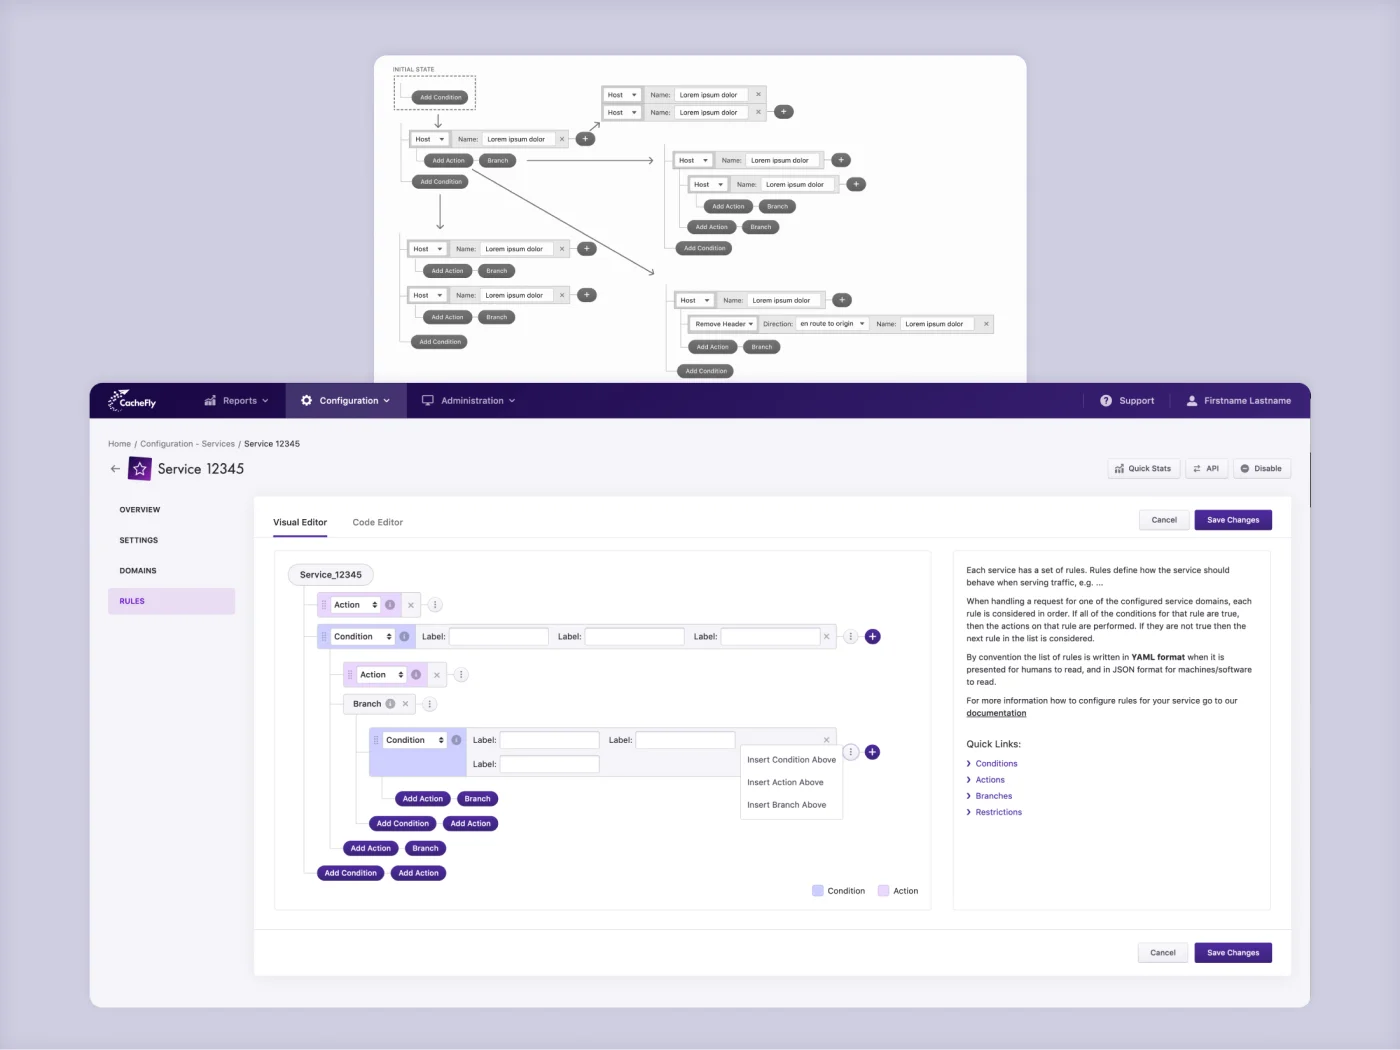 INITIAL STATE
Add Condition
Host Name: Lorem ipsum dolor × +
Add Action Branch
Add Condition
Host Name: Lorem ipsum dolor ×
Host Name: Lorem ipsum dolor × +
Host Name: Lorem ipsum dolor +
Host Name: Lorem ipsum dolor +
Add Action Branch
Add Action Branch
Add Condition
Host Name: Lorem ipsum dolor × +
Add Action Branch
Host Name: Lorem ipsum dolor × +
Add Action Branch
Add Condition
Host Name: Lorem ipsum dolor +
Remove Header Direction: en route to origin Name: Lorem ipsum dolor ×
Add Action Branch
Add Condition
CacheFly Reports Configuration Administration ? Support Firstname Lastname
Home / Configuration - Services / Service 12345
Service 12345 Quick Stats API Disable
OVERVIEW
SETTINGS
DOMAINS
RULES
Visual Editor Code Editor Cancel Save Changes
Service_12345
Action i ×
Condition i Label: Label: Label: × +
Action i ×
Branch i ×
Condition i Label: Label: × +
Label:
Insert Condition Above
Insert Action Above
Insert Branch Above
Add Action Branch
Add Condition Add Action
Add Action Branch
Add Condition Add Action
Condition Action
Each service has a set of rules. Rules define how the service should
behave when serving traffic, e.g. ...
When handling a request for one of the configured service domains, each
rule is considered in order. If all of the conditions for that rule are true,
then the actions on that rule are performed. If they are not true then the
next rule in the list is considered.
By convention the list of rules is written in YAML format when it is
presented for humans to read, and in JSON format for machines/software
to read.
For more information how to configure rules for your service go to our
documentation
Quick Links:
Conditions
Actions
Branches
Restrictions
Cancel Save Changes